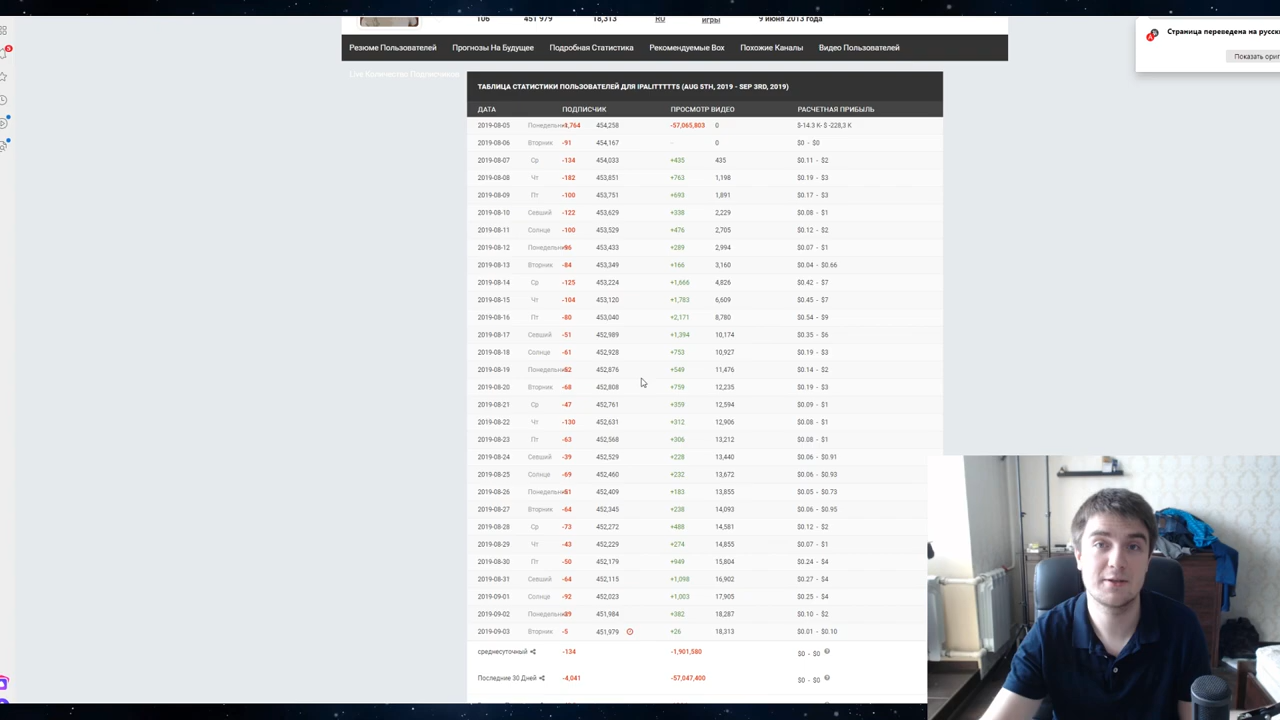 106 451 979 18,313 RU игры 9 июня 2013 года
Страница переведена на русски
Показать ориг
Резюме Пользователей Прогнозы На Будущее Подробная Статистика Рекомендуемые Box Похожие Каналы Видео Пользователей
Live Количество Подписчиков
ТАБЛИЦА СТАТИСТИКИ ПОЛЬЗОВАТЕЛЕЙ ДЛЯ IPALITTTTT5 (AUG 5TH, 2019 - SEP 3RD, 2019)
ДАТА ПОДПИСЧИК ПРОСМОТР ВИДЕО РАСЧЕТНАЯ ПРИБЫЛЬ
2019-08-05 454,258 -57,065,803 0 $-14.3 K- $ -228,3 K
2019-08-06 Вторник -91 454,167 - 0 $0 - $0
2019-08-07 Ср -134 454,033 +435 435 $0.11 - $2
2019-08-08 Чт -182 453,851 +763 1,198 $0.19 - $3
2019-08-09 Пт -100 453,751 +693 1,891 $0.17 - $3
2019-08-10 Севший -122 453,629 +338 2,229 $0.08 - $1
2019-08-11 Солнце -100 453,529 +476 2,705 $0.12 - $2
2019-08-12 453,433 +289 2,994 $0.07 - $1
2019-08-13 Вторник -84 453,349 +166 3,160 $0.04 - $0.66
2019-08-14 Ср -125 453,224 +1,666 4,826 $0.42 - $7
2019-08-15 Чт -104 453,120 +1,783 6,609 $0.45 - $7
2019-08-16 Пт -80 453,040 +2,171 8,780 $0.54 - $9
2019-08-17 Севший -51 452,989 +1,394 10,174 $0.35 - $6
2019-08-18 Солнце -61 452,928 +753 10,927 $0.19 - $3
2019-08-19 452,876 +549 11,476 $0.14 - $2
2019-08-20 Вторник -68 452,808 +759 12,235 $0.19 - $3
2019-08-21 Ср -47 452,761 +359 12,594 $0.09 - $1
2019-08-22 Чт -130 452,631 +312 12,906 $0.08 - $1
2019-08-23 Пт -63 452,568 +306 13,212 $0.08 - $1
2019-08-24 Севший -39 452,529 +228 13,440 $0.06 - $0.91
2019-08-25 Солнце -69 452,460 +232 13,672 $0.06 - $0.93
2019-08-26 452,409 +183 13,855 $0.05 - $0.73
2019-08-27 Вторник -64 452,345 +238 14,093 $0.06 - $0.95
2019-08-28 Ср -73 452,272 +488 14,581 $0.12 - $2
2019-08-29 Чт -43 452,229 +274 14,855 $0.07 - $1
2019-08-30 Пт -50 452,179 +949 15,804 $0.24 - $4
2019-08-31 Севший -64 452,115 +1,098 16,902 $0.27 - $4
2019-09-01 Солнце -92 452,023 +1,003 17,905 $0.25 - $4
2019-09-02 451,984 +382 18,287 $0.10 - $2
2019-09-03 Вторник -5 451,979 +26 18,313 $0.01 - $0.10
среднесуточный -134 -1,901,580 $0 - $0
Последние 30 Дней -4,041 -57,047,400 $0 - $0